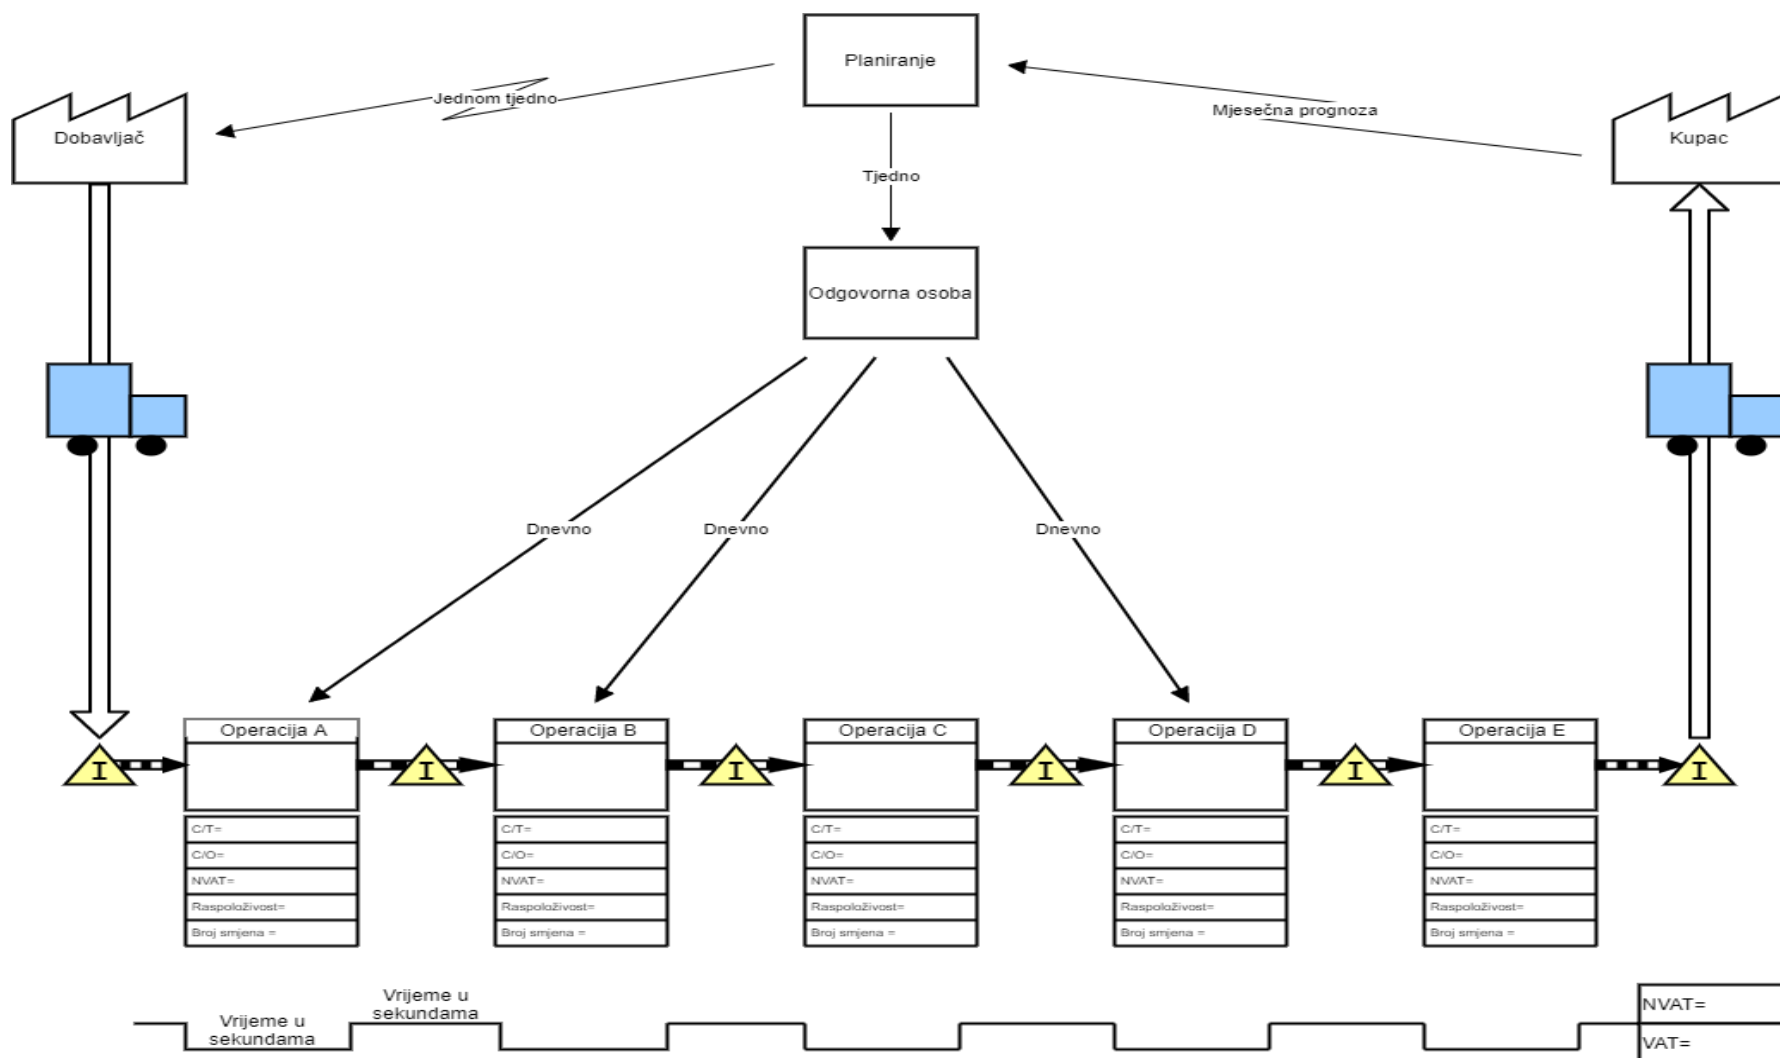 Planiranje
Jednom tjedno
Mjesečna prognoza
Dobavljač
Kupac
Tjedno
Odgovorna osoba
Dnevno
Dnevno
Dnevno
Operacija A
Operacija B
Operacija C
Operacija D
Operacija E
I
I
I
I
I
I
C/T=
C/T=
C/T=
C/T=
C/T=
C/O=
C/O=
C/O=
C/O=
C/O=
NVAT=
NVAT=
NVAT=
NVAT=
NVAT=
Raspoloživost=
Raspoloživost=
Raspoloživost=
Raspoloživost=
Raspoloživost=
Broj smjena =
Broj smjena =
Broj smjena =
Broj smjena =
Broj smjena =
Vrijeme u
sekundama
Vrijeme u
sekundama
NVAT=
VAT=